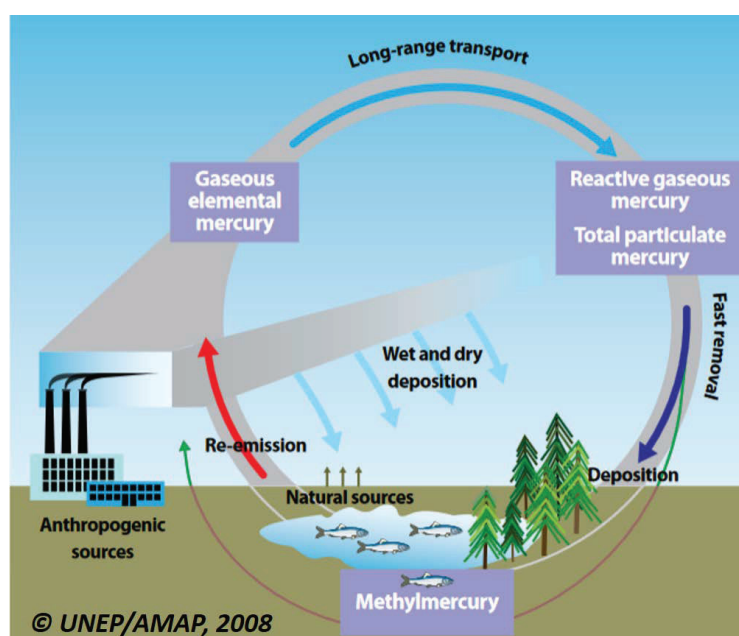 Long-range transport
Gaseous
elemental
mercury
Reactive gaseous
mercury
Total particulate
mercury
Fast removal
Wet and dry
deposition
Re-emission
Deposition
Natural sources
Anthropogenic
sources
Methylmercury
© UNEP/AMAP, 2008